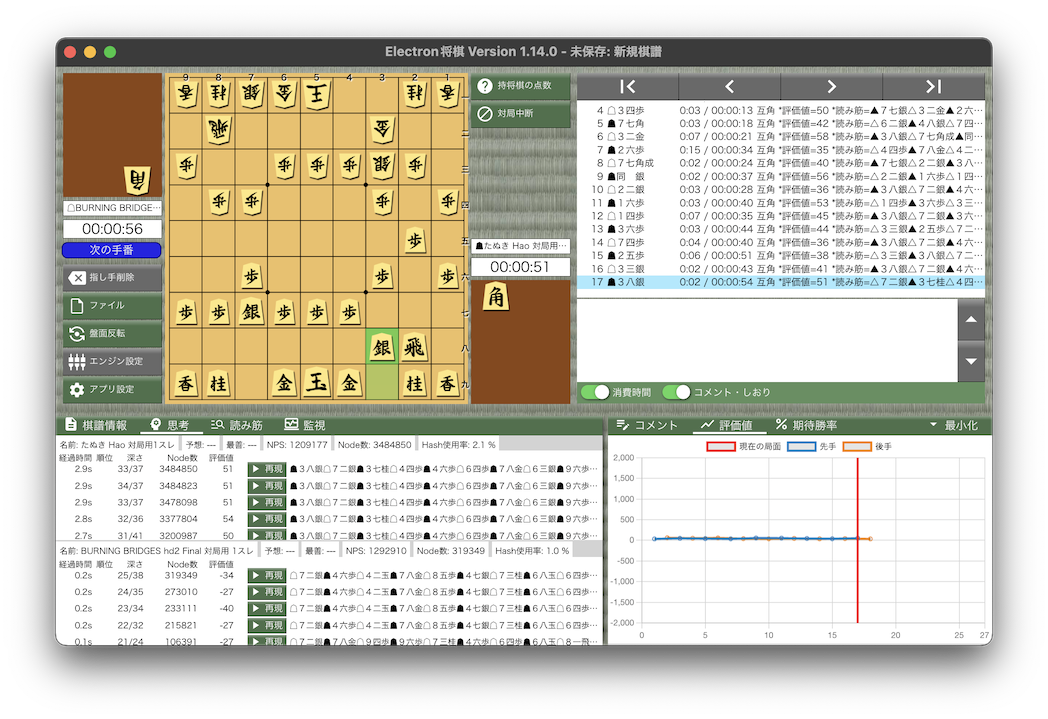 Electron将棋 Version 1.14.0 - 未保存: 新規棋譜
9 8 7 6 5 4 3 2 1
香 桂 銀 金 王 桂 香
飛 金
歩 歩 歩 歩 銀 歩 三
歩 歩 歩 歩 四
歩 五
歩 歩 歩 六
歩 歩 銀 歩 歩 歩 七
銀 飛 八
香 桂 金 玉 金 桂 香 九
角
☖BURNING BRIDGE…
00:00:56
次の手番
指し手削除
ファイル
盤面反転
エンジン設定
アプリ設定
持将棋の点数
対局中断
☗たぬき Hao 対局用…
00:00:51
角
4 ☖3四歩 0:03 / 00:00:13 互角 *評価値=50 *読み筋=▲7七銀△3二金▲2六…
5 ☗7七角 0:03 / 00:00:18 互角 *評価値=42 *読み筋=△6二銀▲4八銀△7四…
6 ☖3二金 0:07 / 00:00:21 互角 *評価値=58 *読み筋=▲3八銀△7七角成▲同…
7 ☗2六歩 0:15 / 00:00:34 互角 *評価値=35 *読み筋=△4四歩▲7八金△4二…
8 ☖7七角成 0:02 / 00:00:24 互角 *評価値=40 *読み筋=▲7七銀△2二銀▲3八…
9 ☗同　銀 0:02 / 00:00:37 互角 *評価値=56 *読み筋=△2二銀▲1六歩△1四…
10 ☖2二銀 0:03 / 00:00:28 互角 *評価値=36 *読み筋=▲3八銀△7二銀▲4六…
11 ☗1六歩 0:03 / 00:00:40 互角 *評価値=53 *読み筋=△1四歩▲3六歩△3三…
12 ☖1四歩 0:07 / 00:00:35 互角 *評価値=45 *読み筋=▲3八銀△7二銀▲3六…
13 ☗3六歩 0:03 / 00:00:44 互角 *評価値=44 *読み筋=△3三銀▲2五歩△7二…
14 ☖7四歩 0:04 / 00:00:40 互角 *評価値=36 *読み筋=▲3八銀△7二銀▲4六…
15 ☗2五歩 0:06 / 00:00:51 互角 *評価値=38 *読み筋=△3三銀▲3八銀△7二…
16 ☖3三銀 0:02 / 00:00:43 互角 *評価値=41 *読み筋=▲3八銀△7二銀▲4六…
17 ☗3八銀 0:02 / 00:00:54 互角 *評価値=51 *読み筋=△7二銀▲3七桂△4四…
消費時間 コメント・しおり
棋譜情報 思考 読み筋 監視
名前: たぬき Hao 対局用1スレ 予想: --- 最善: --- NPS: 1209177 Node数: 3484850 Hash使用率: 2.1 %
経過時間 順位 深さ Node数 評価値
2.9s 33/37 3484850 51 再現 ☗3八銀☖7二銀☗3七桂☖4四歩☗4六歩☖6四歩☗7八金☖6三銀☗9六歩…
2.9s 34/37 3484823 51 再現 ☗3八銀☖7二銀☗3七桂☖4四歩☗4六歩☖6四歩☗7八金☖6三銀☗9六歩…
2.9s 33/37 3478098 51 再現 ☗3八銀☖7二銀☗3七桂☖4四歩☗4六歩☖6四歩☗7八金☖6三銀☗9六歩…
2.8s 32/36 3377804 54 再現 ☗3八銀☖7二銀☗3七桂☖4四歩☗4六歩☖6四歩☗7八金☖6三銀☗9六歩…
2.7s 31/41 3200987 50 再現 ☗3八銀☖7二銀☗3七桂☖4四歩☗4六歩☖6四歩☗7八金☖6三銀☗9六歩…
名前: BURNING BRIDGES hd2 Final 対局用 1スレ 予想: --- 最善: --- NPS: 1292910 Node数: 319349 Hash使用率: 1.0 %
経過時間 順位 深さ Node数 評価値
0.2s 25/38 319349 -34 再現 ☖7二銀☗4六歩☖4二玉☗7八金☖8五歩☗4七銀☖7三桂☗6八玉☖6四歩…
0.2s 24/35 273010 -27 再現 ☖7二銀☗4六歩☖4二玉☗7八金☖8五歩☗4七銀☖7三桂☗6八玉☖6四歩…
0.2s 23/34 233111 -40 再現 ☖7二銀☗4六歩☖4二玉☗7八金☖8五歩☗4七銀☖7三桂☗6八玉☖6四歩…
0.2s 22/32 215821 -27 再現 ☖7二銀☗4六歩☖4二玉☗7八金☖8五歩☗4七銀☖7三桂☗6八玉☖6四歩…
0.1s 21/24 106391 -27 再現 ☖7二銀☗7八金☖9四歩☗9六歩☖7三桂☗4六歩☖6四歩☗6八玉☖8一飛…
コメント 評価値 期待勝率 最小化
現在の局面 先手 後手
2,000
1,500
1,000
500
0
-500
-1,000
-1,500
-2,000
0 5 10 15 20 25 27